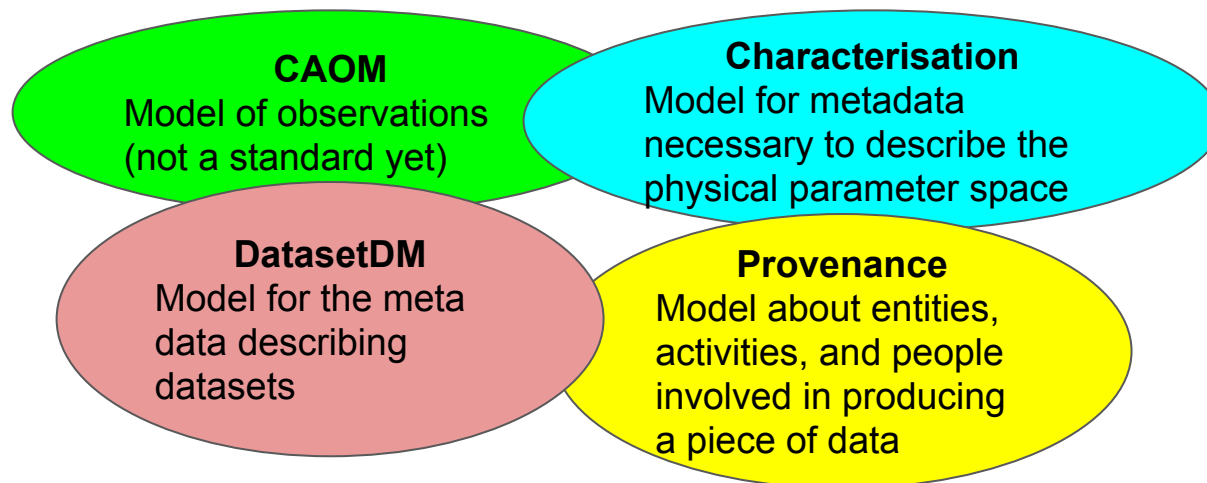 CAOM
Model of observations
(not a standard yet)
Characterisation
Model for metadata
necessary to describe the
physical parameter space
DatasetDM
Model for the meta
data describing
datasets
Provenance
Model about entities,
activities, and people
involved in producing
a piece of data